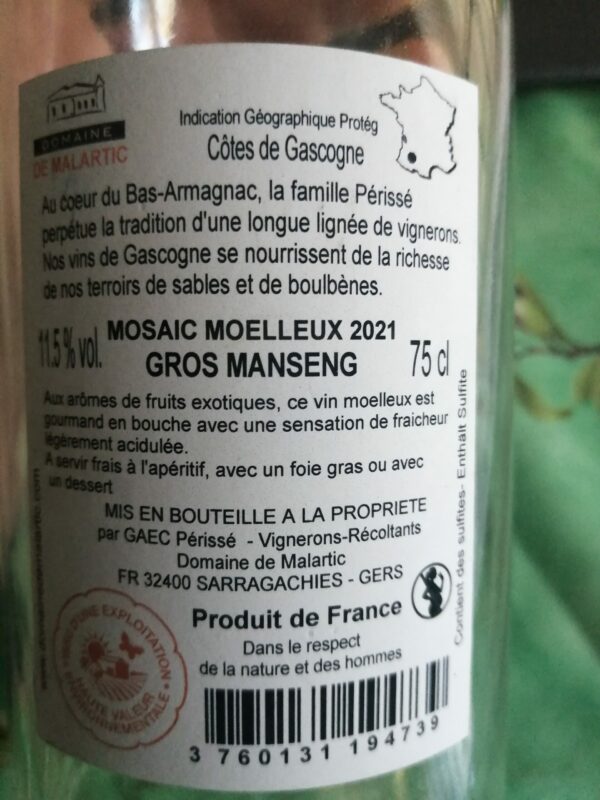 DOMAINE
DE MALARTIC
Indication Géographique Protég
Côtes de Gascogne
Au coeur du Bas-Armagnac, la famille Périssé
perpétue la tradition d'une longue lignée de vignerons.
Nos vins de Gascogne se nourrissent de la richesse
de nos terroirs de sables et de boulbènes.
11.5 % vol.
MOSAIC MOELLEUX 2021
GROS MANSENG
75 cl
Aux arômes de fruits exotiques, ce vin moelleux est
gourmand en bouche avec une sensation de fraicheur
légèrement acidulée.
A servir frais à l'apéritif, avec un foie gras ou avec
un dessert
MIS EN BOUTEILLE A LA PROPRIETE
par GAEC Périssé - Vignerons-Récoltants
Domaine de Malartic
FR 32400 SARRAGACHIES - GERS
Produit de France
Dans le respect
de la nature et des hommes
D'UNE EXPLOITATION
HAUTE VALEUR
ENVIRONNEMENTALE
3 760131 194739
Contient des sulfites- Enthält Sulfite